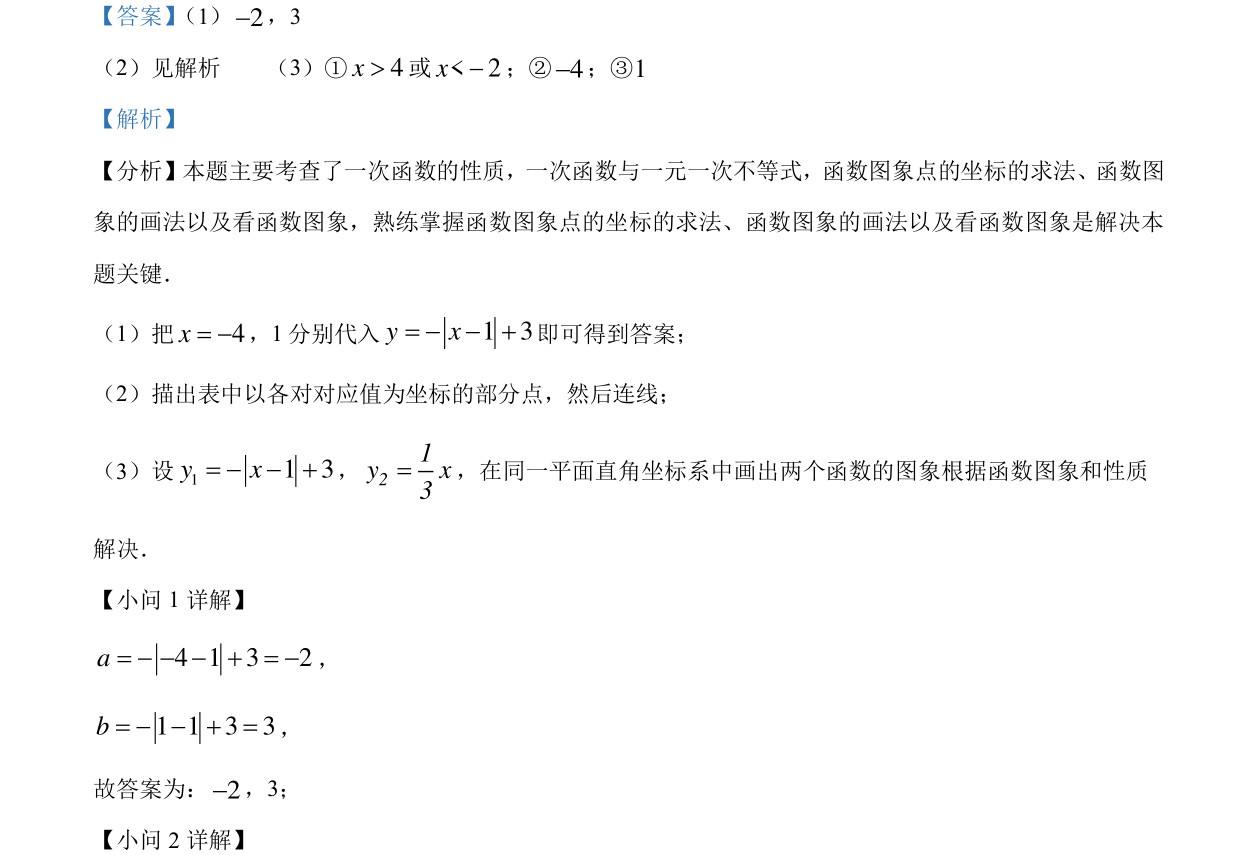 【答案】（1）−2，3
（2）见解析 （3）①x > 4或x< − 2；②−4；③1
【解析】
【分析】本题主要考查了一次函数的性质，一次函数与一元一次不等式，函数图象点的坐标的求法、函数图
象的画法以及看函数图象，熟练掌握函数图象点的坐标的求法、函数图象的画法以及看函数图象是解决本
题关键．
（1）把x = −4，1 分别代入 y = −|x−1|+3即可得到答案；
（2）描出表中以各对对应值为坐标的部分点，然后连线；
（3）设 y₁ = −|x−1|+3，y₂ = 1/3 x，在同一平面直角坐标系中画出两个函数的图象根据函数图象和性质
解决．
【小问 1 详解】
a = −|−4−1|+3 = −2，
b = −|1−1|+3 = 3，
故答案为：−2，3；
【小问 2 详解】